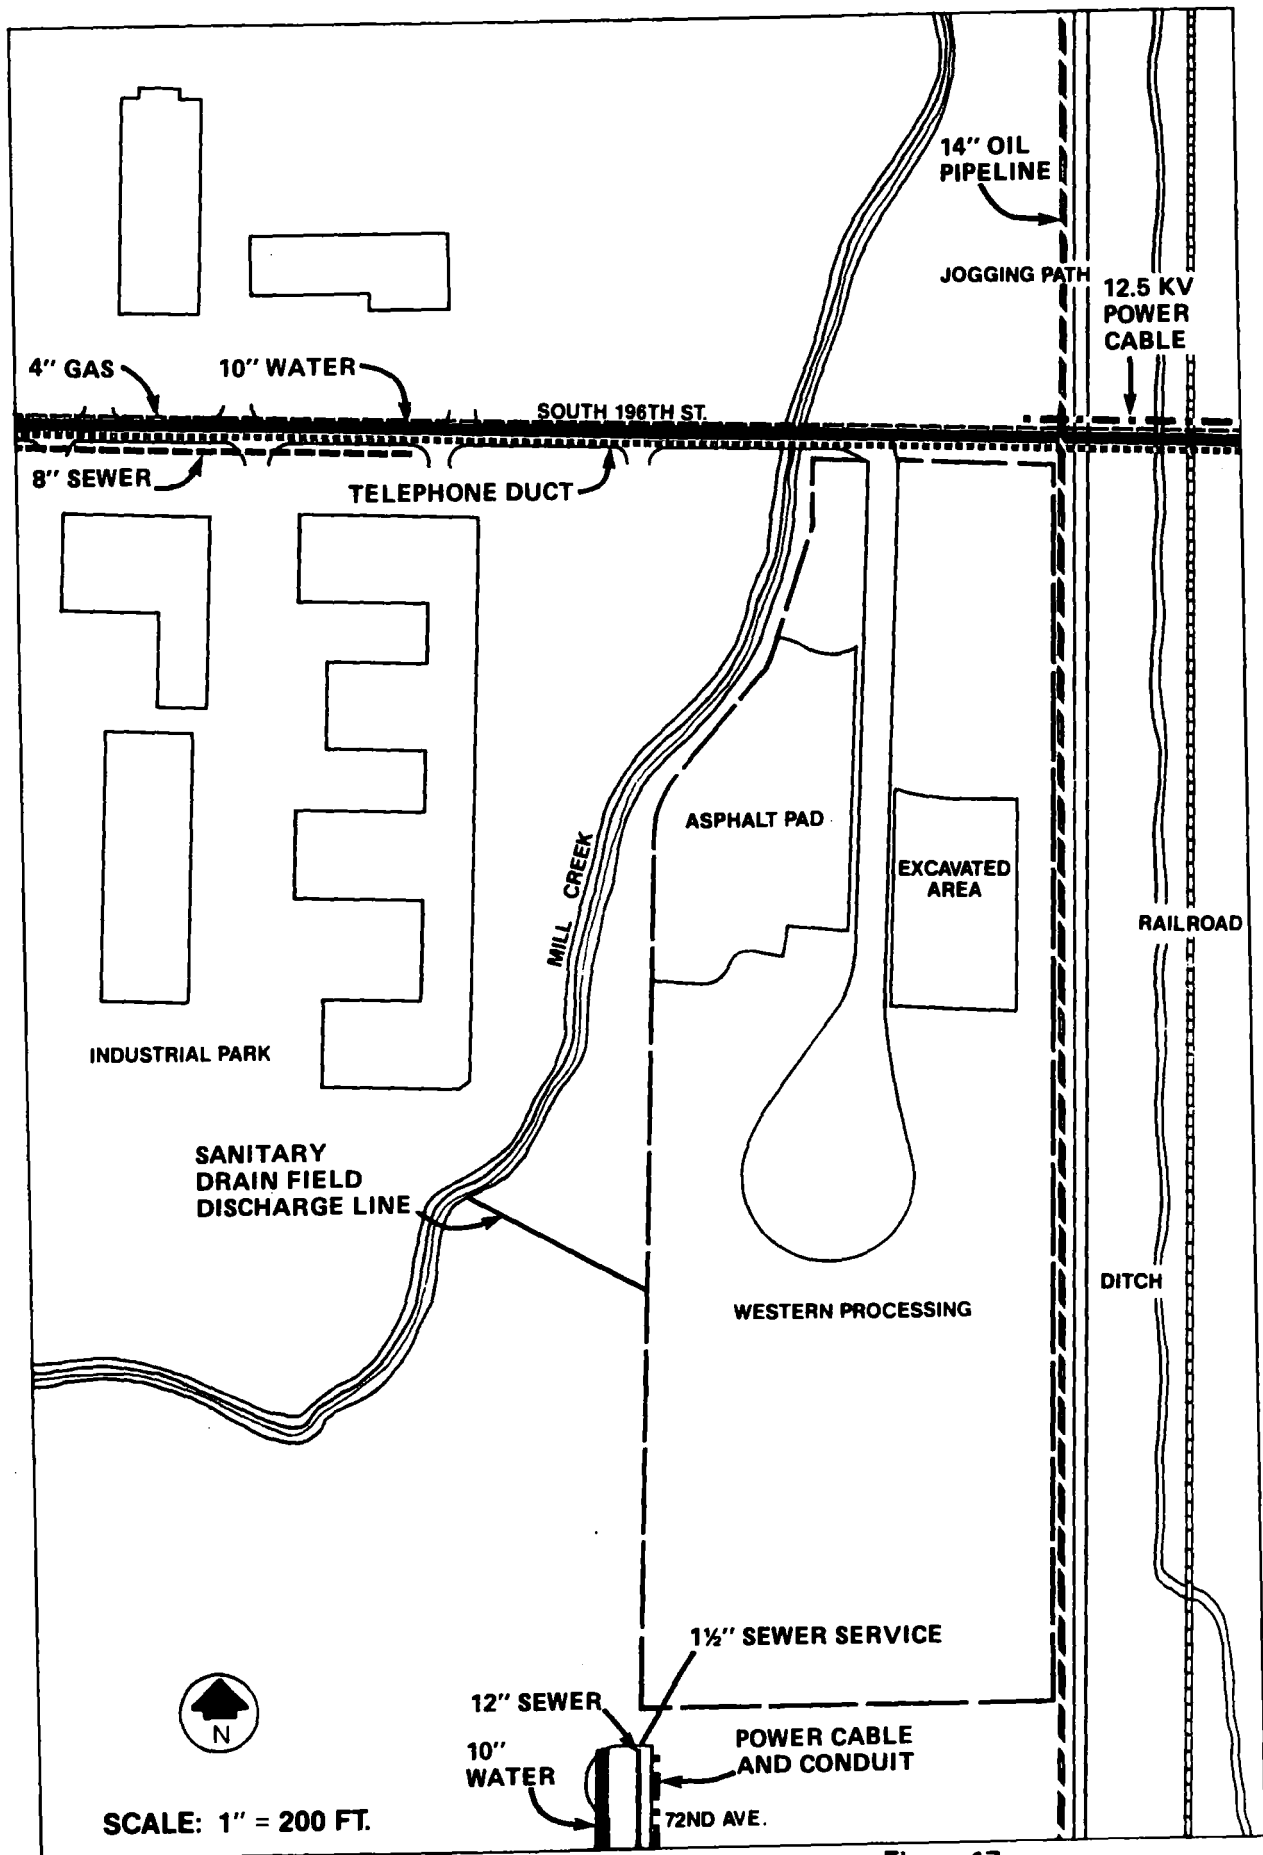 14" OIL
PIPELINE
JOGGING PATH
12.5 KV
POWER
CABLE
4" GAS
10" WATER
SOUTH 196TH ST.
8" SEWER
TELEPHONE DUCT
ASPHALT PAD
MILL CREEK
EXCAVATED
AREA
RAILROAD
INDUSTRIAL PARK
SANITARY
DRAIN FIELD
DISCHARGE LINE
DITCH
WESTERN PROCESSING
1½" SEWER SERVICE
12" SEWER
N
POWER CABLE
AND CONDUIT
10"
WATER
SCALE: 1" = 200 FT.
72ND AVE.